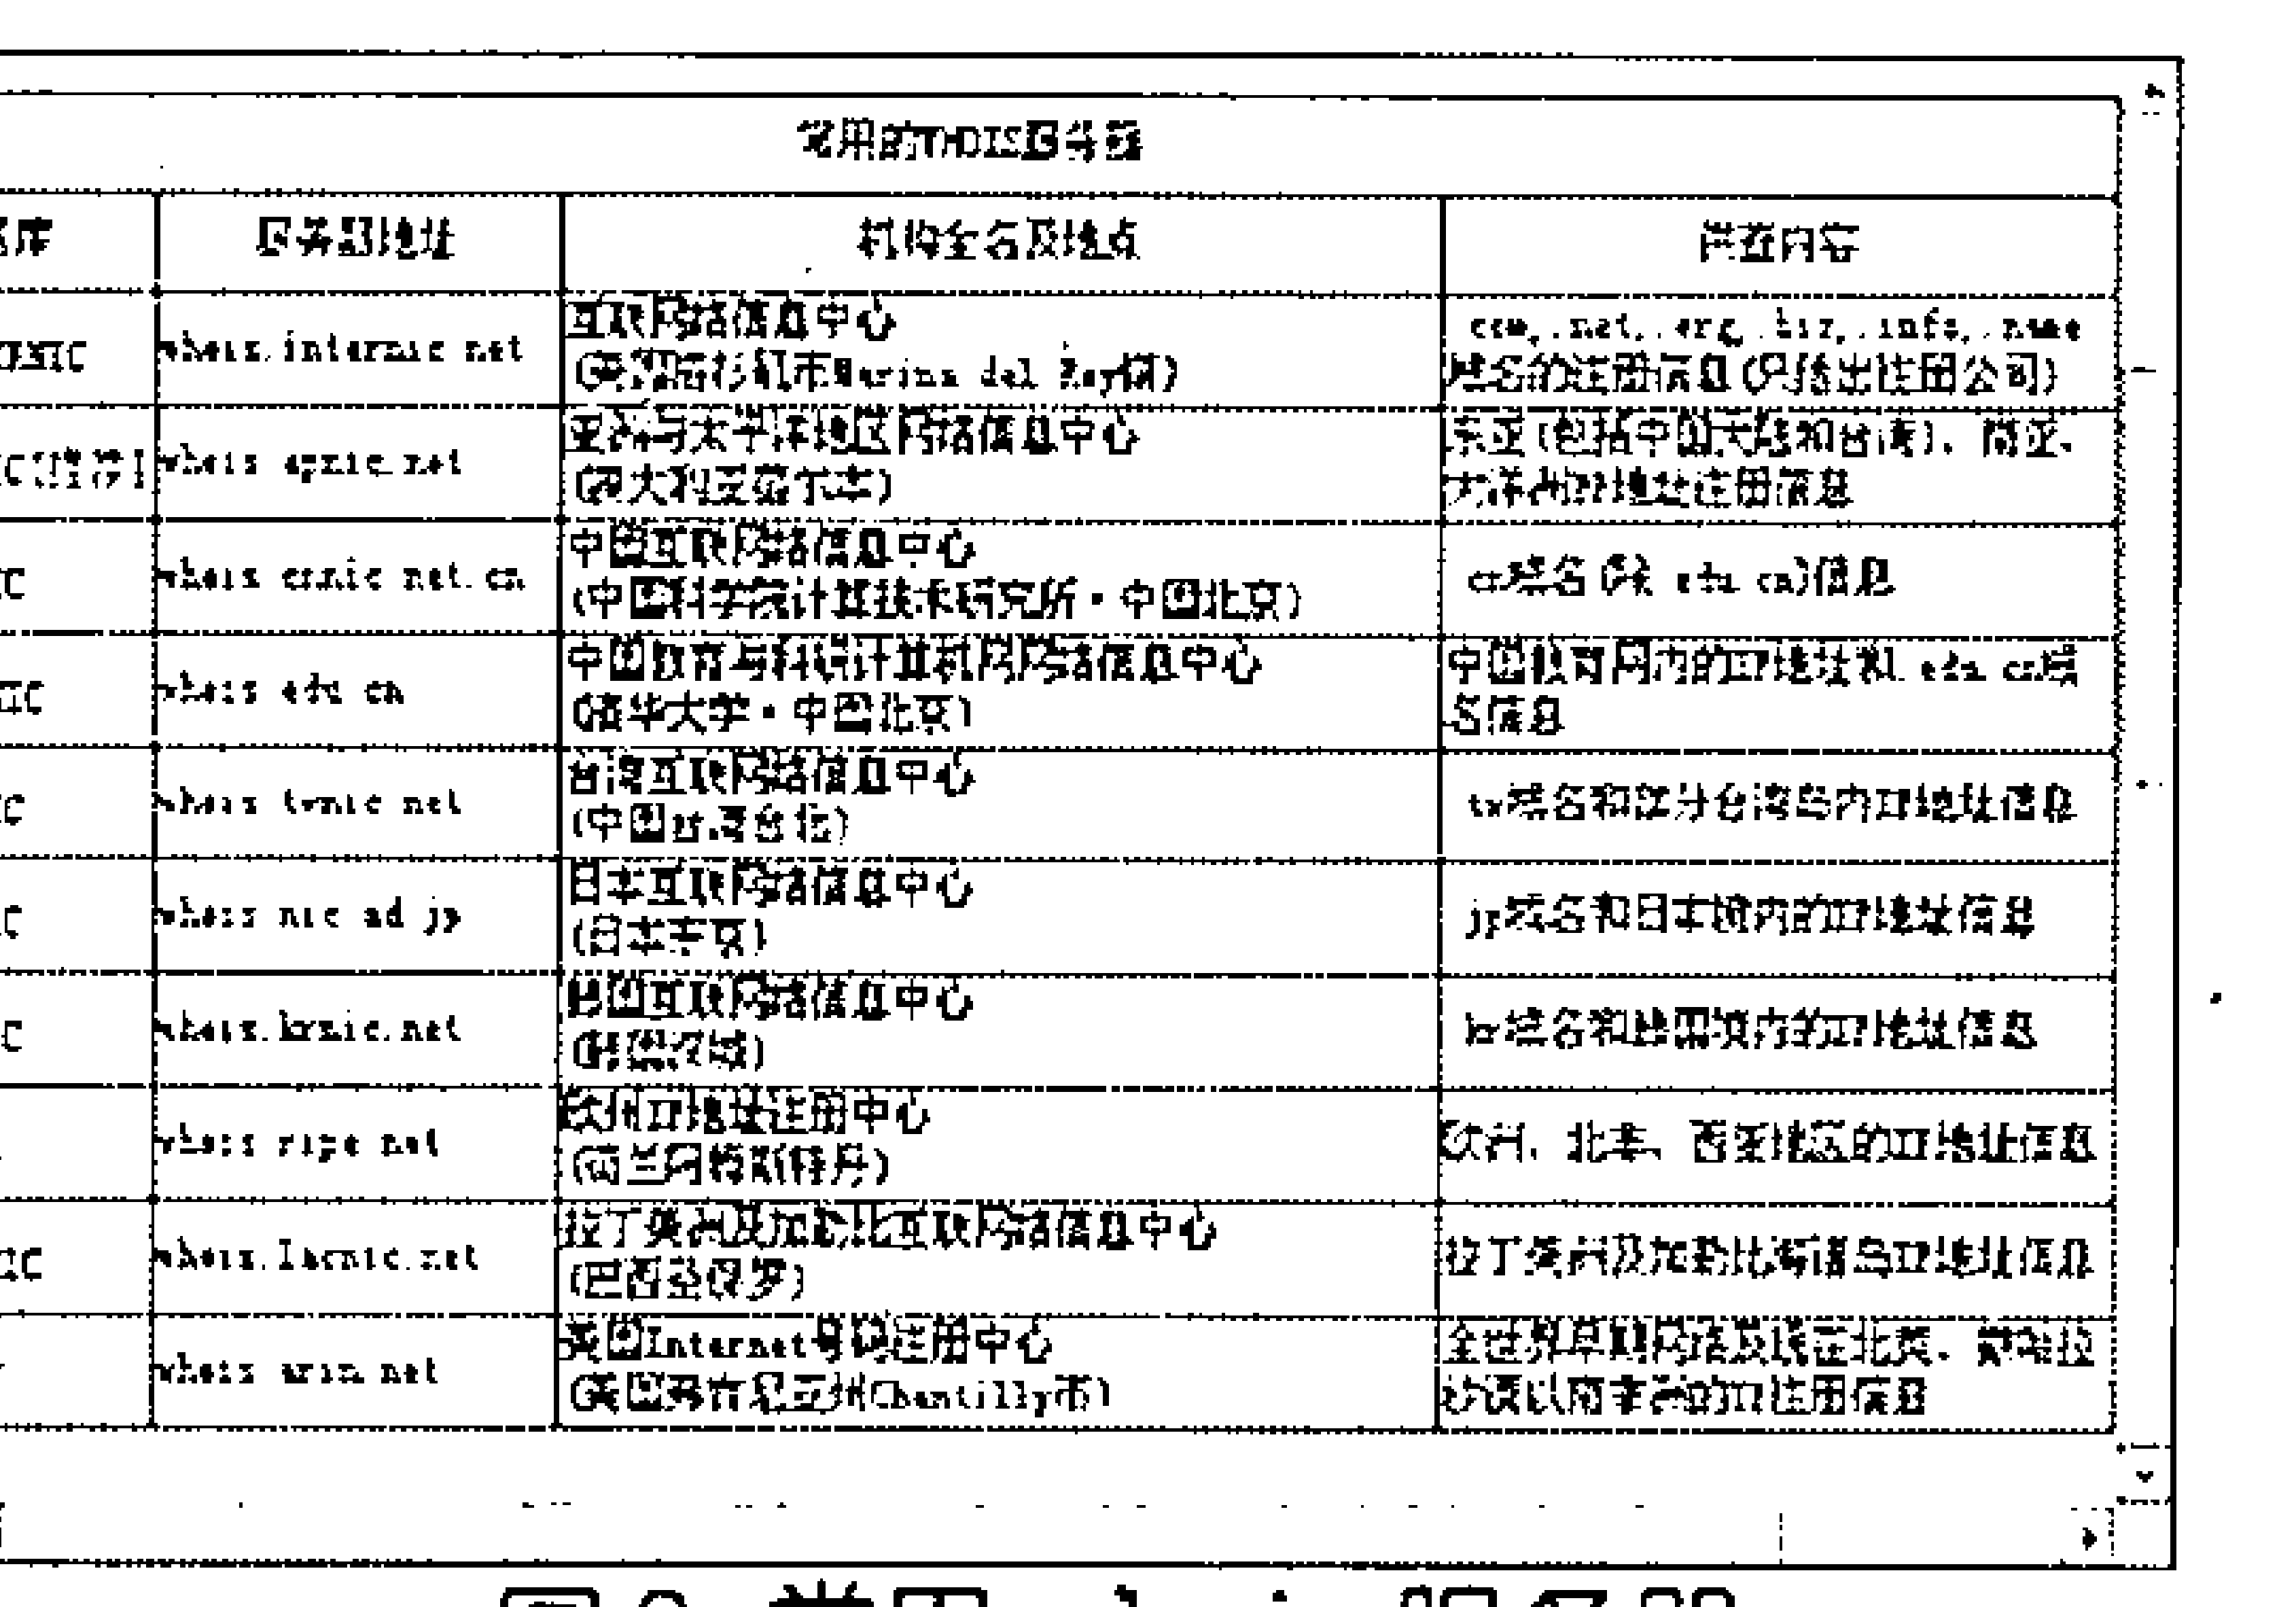 常用的WHOIS服务器
库 服务器地址 机构全名及地点 供查内容
whois.internic.net
互联网络信息中心
(美国洛杉矶市Marina del Rey镇)
com, .net, .org, .biz, .info, .name
域名的注册信息(只给出注册公司)
whois.apnic.net
亚洲与太平洋地区网络信息中心
(澳大利亚墨尔本)
东亚(包括中国大陆和台湾)、南亚、
大洋洲IP地址注册信息
whois.cnnic.net.cn
中国互联网络信息中心
(中国科学院计算技术研究所·中国北京)
cn域名(除.edu.cn)信息
whois.edu.cn
中国教育与科研计算机网网络信息中心
(清华大学·中国北京)
中国教育网内的IP地址和.edu.cn域
名信息
whois.twnic.net
台湾互联网络信息中心
(中国台湾台北)
tw域名和部分台湾岛内IP地址信息
whois.nic.ad.jp
日本互联网络信息中心
(日本东京)
jp域名和日本境内的IP地址信息
whois.krnic.net
韩国互联网络信息中心
(韩国汉城)
kr域名和韩国境内的IP地址信息
whois.ripe.net
欧洲IP地址注册中心
(荷兰阿姆斯特丹)
欧洲、北非、西亚地区的IP地址信息
whois.lacnic.net
拉丁美洲及加勒比互联网络信息中心
(巴西圣保罗)
拉丁美洲及加勒比海诸岛IP地址信息
whois.arin.net
美国Internet号码注册中心
(美国弗吉尼亚州Chantilly市)
全世界早期网络及现在北美、撒哈拉
沙漠以南非洲的IP注册信息